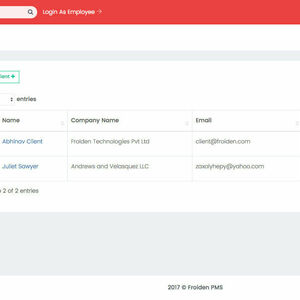 Login As Employee →
ient +
entries
Name Company Name Email
Abhinav Client Froiden Technologies Pvt Ltd client@froiden.com
Juliet Sawyer Andrews and Velasquez LLC zoxolyhepy@yahoo.com
2 of 2 entries
2017 © Froiden PMS